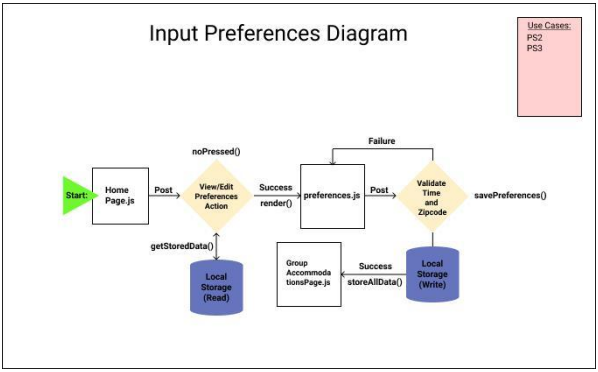 Input Preferences Diagram
Use Cases:
PS2
PS3
noPressed()
Start:
Home
Page.js
Post
View/Edit
Preferences
Action
Success
render()
preferences.js
Failure
Post
Validate
Time
and
Zipcode
savePreferences()
getStoredData()
Local
Storage
(Read)
Group
Accommoda
tionsPage.js
Success
storeAllData()
Local
Storage
(Write)